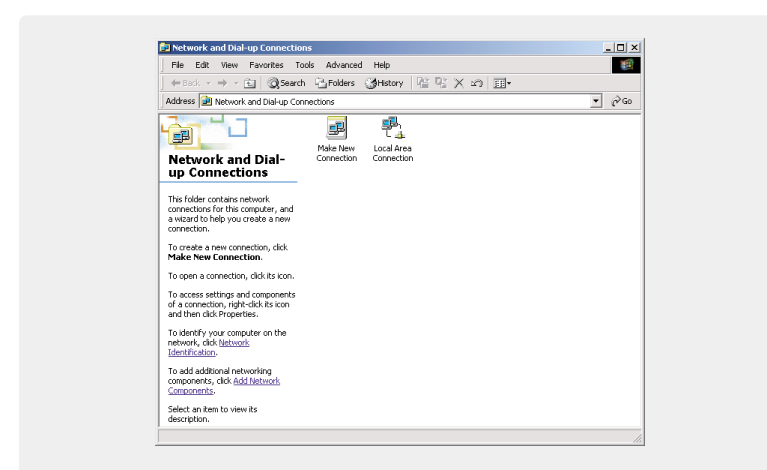 Network and Dial-up Connections
File Edit View Favorites Tools Advanced Help
Back Search Folders History
Address Network and Dial-up Connections Go
Network and Dial-
up Connections
This folder contains network
connections for this computer, and
a wizard to help you create a new
connection.
To create a new connection, click
Make New Connection.
To open a connection, click its icon.
To access settings and components
of a connection, right-click its icon
and then click Properties.
To identify your computer on the
network, click Network
Identification.
To add additional networking
components, click Add Network
Components.
Select an item to view its
description.
Make New
Connection
Local Area
Connection